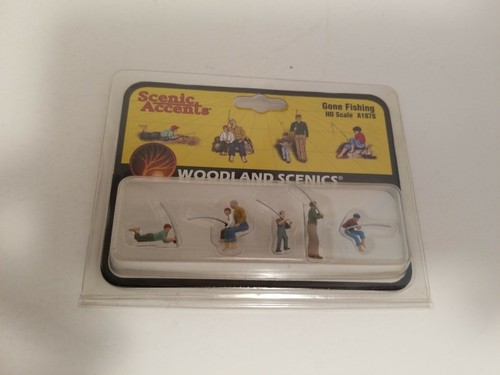 Scenic
Accents®
Gone Fishing
HO Scale A1878
WOODLAND SCENICS®